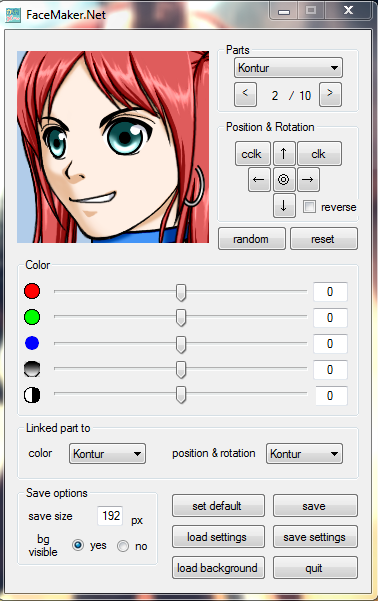 FaceMaker.Net
Parts
Kontur
< 2 / 10 >
Position & Rotation
cclk ↑ clk
← ◎ →
↓ reverse
random reset
Color
0
0
0
0
0
Linked part to
color Kontur position & rotation Kontur
Save options
save size 192 px
bg visible yes no
set default save
load settings save settings
load background quit